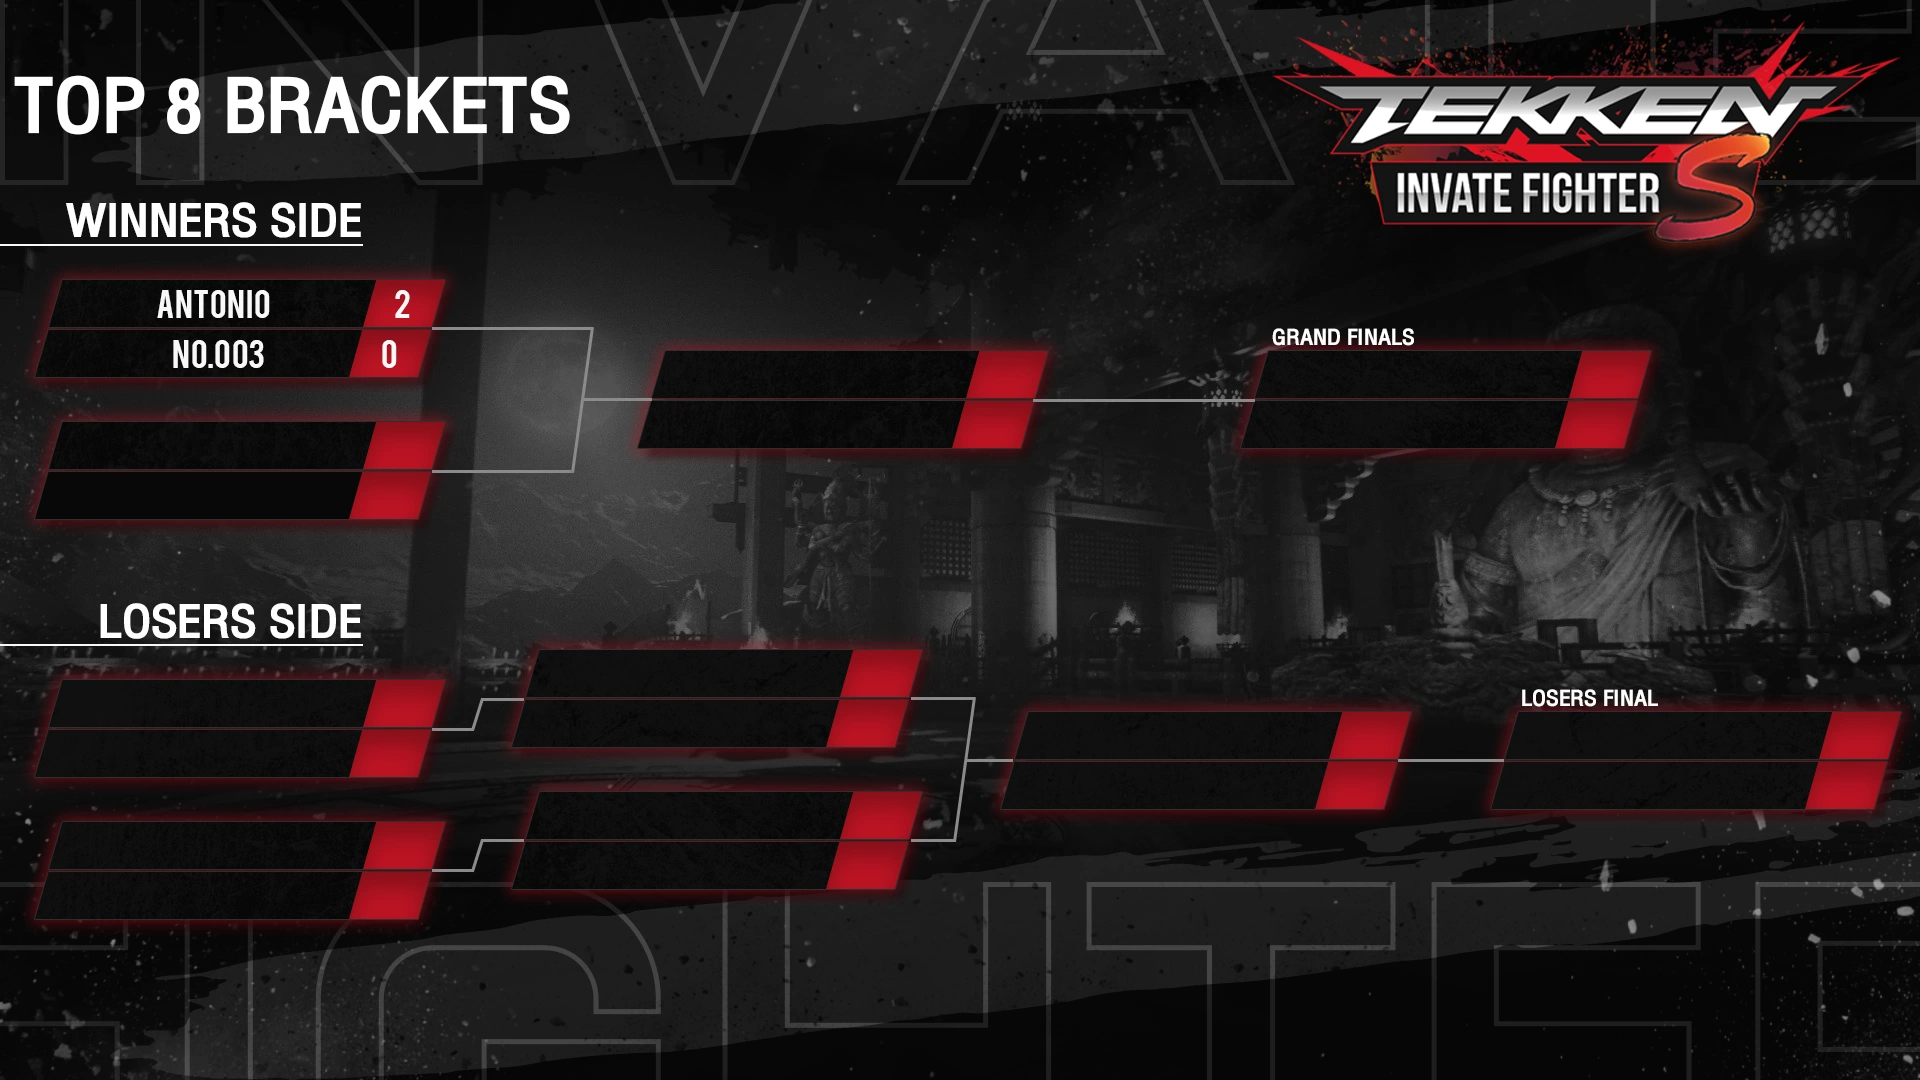 TOP 8 BRACKETS
TEKKEN
INVATE FIGHTER S
WINNERS SIDE
ANTONIO 2
NO.003 0
GRAND FINALS
LOSERS SIDE
LOSERS FINAL